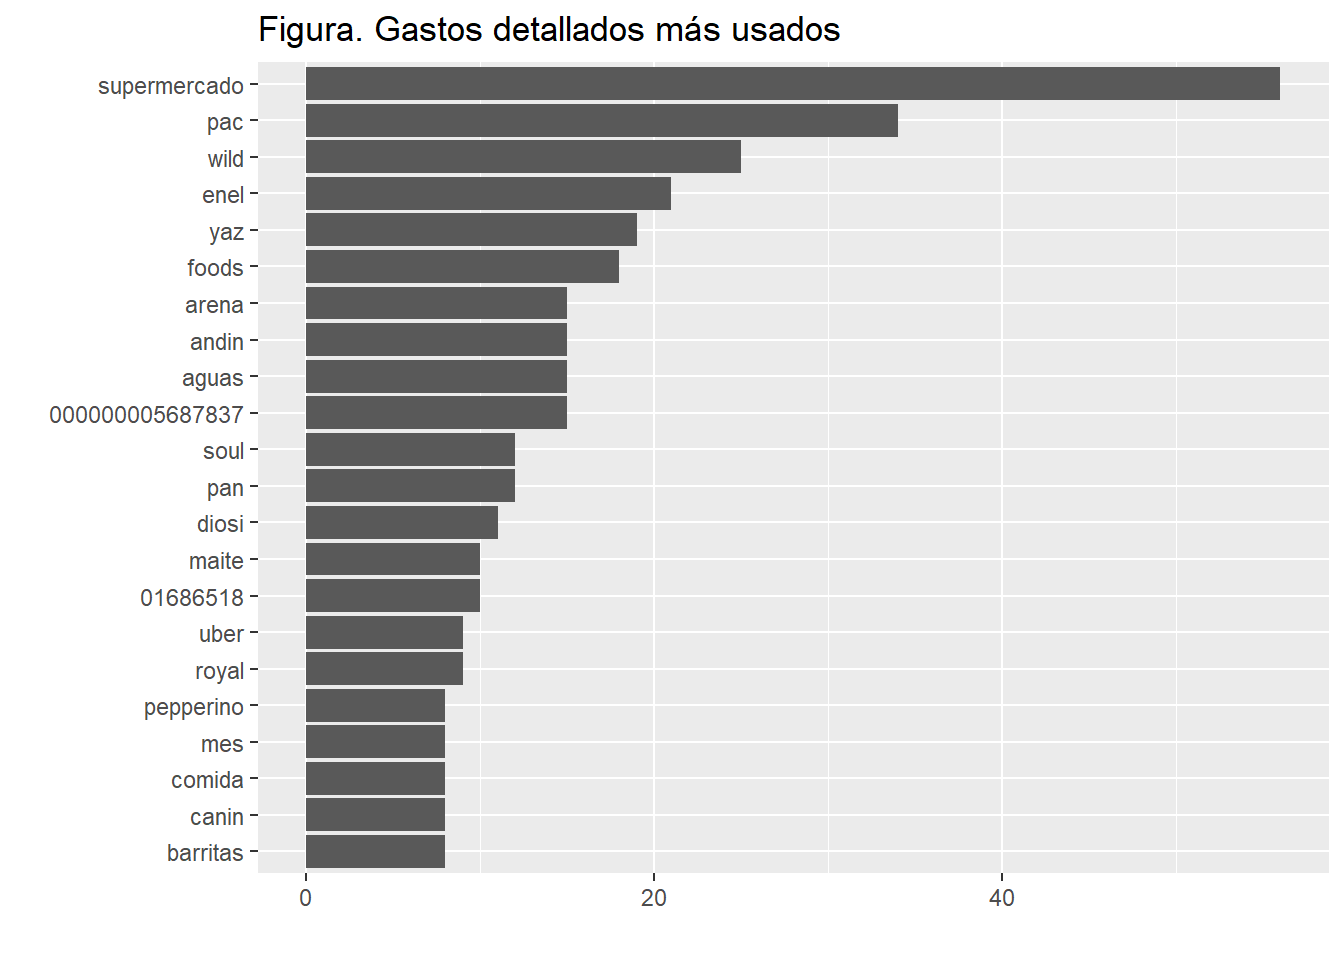 Figura. Gastos detallados más usados
supermercado
pac
wild
enel
yaz
foods
arena
andin
aguas
000000005687837
soul
pan
diosi
maite
01686518
uber
royal
pepperino
mes
comida
canin
barritas
0 20 40